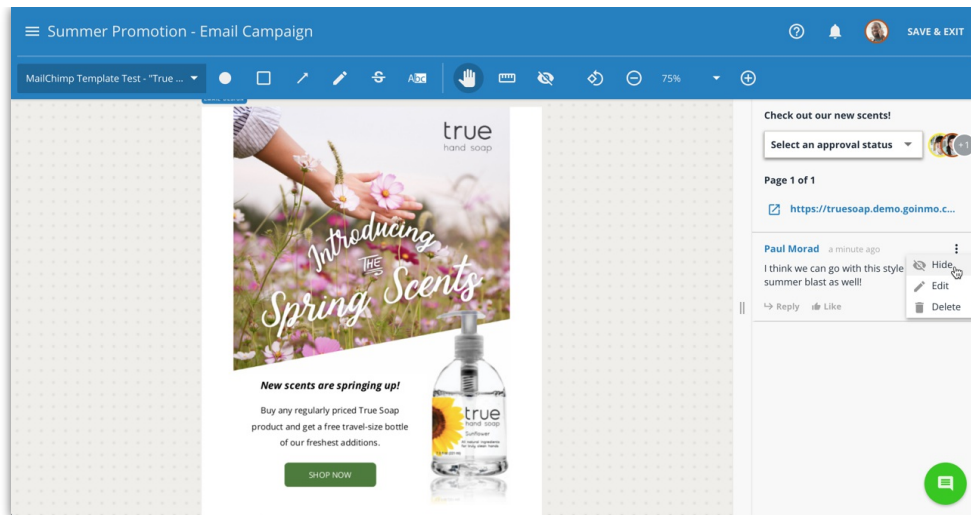 Summer Promotion - Email Campaign
SAVE & EXIT
MailChimp Template Test - "True ...
S
Abc
75%
true
hand soap
Introducing
THE
Spring Scents
New scents are springing up!
Buy any regularly priced True Soap
product and get a free travel-size bottle
of our freshest additions.
SHOP NOW
true
hand soap
Sunflower
Check out our new scents!
Select an approval status
+1
Page 1 of 1
https://truesoap.demo.goinmo.c...
Paul Morad a minute ago
I think we can go with this style
summer blast as well!
Reply Like
Hide
Edit
Delete